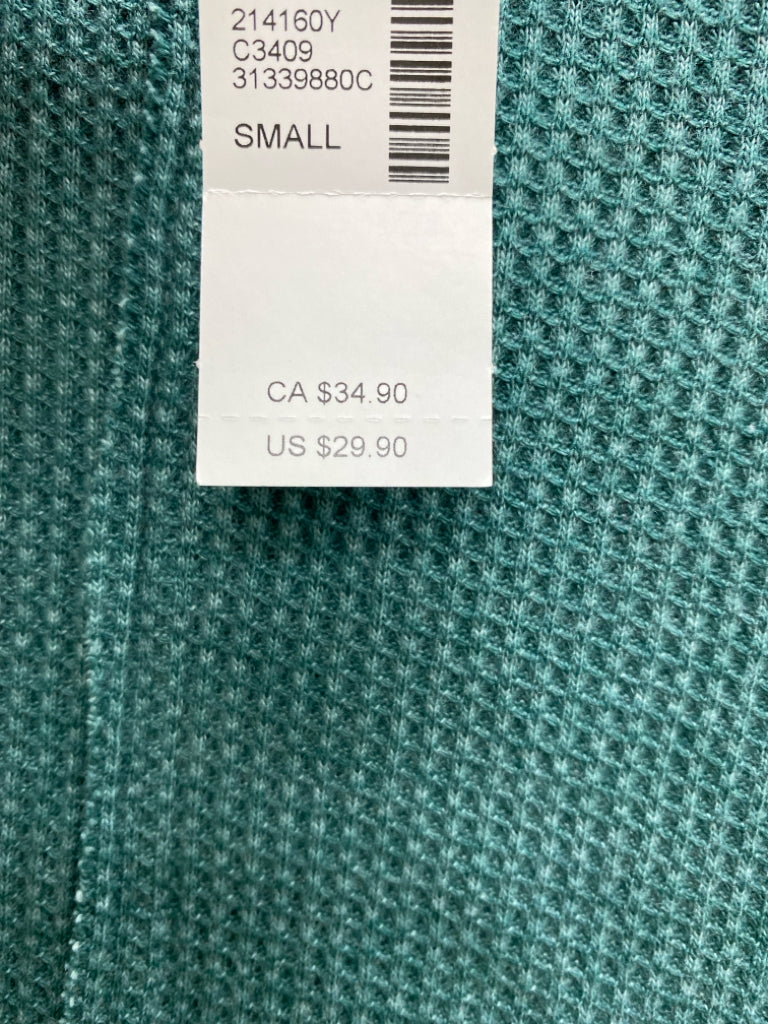 214160Y
C3409
31339880C
SMALL
CA $34.90
US $29.90